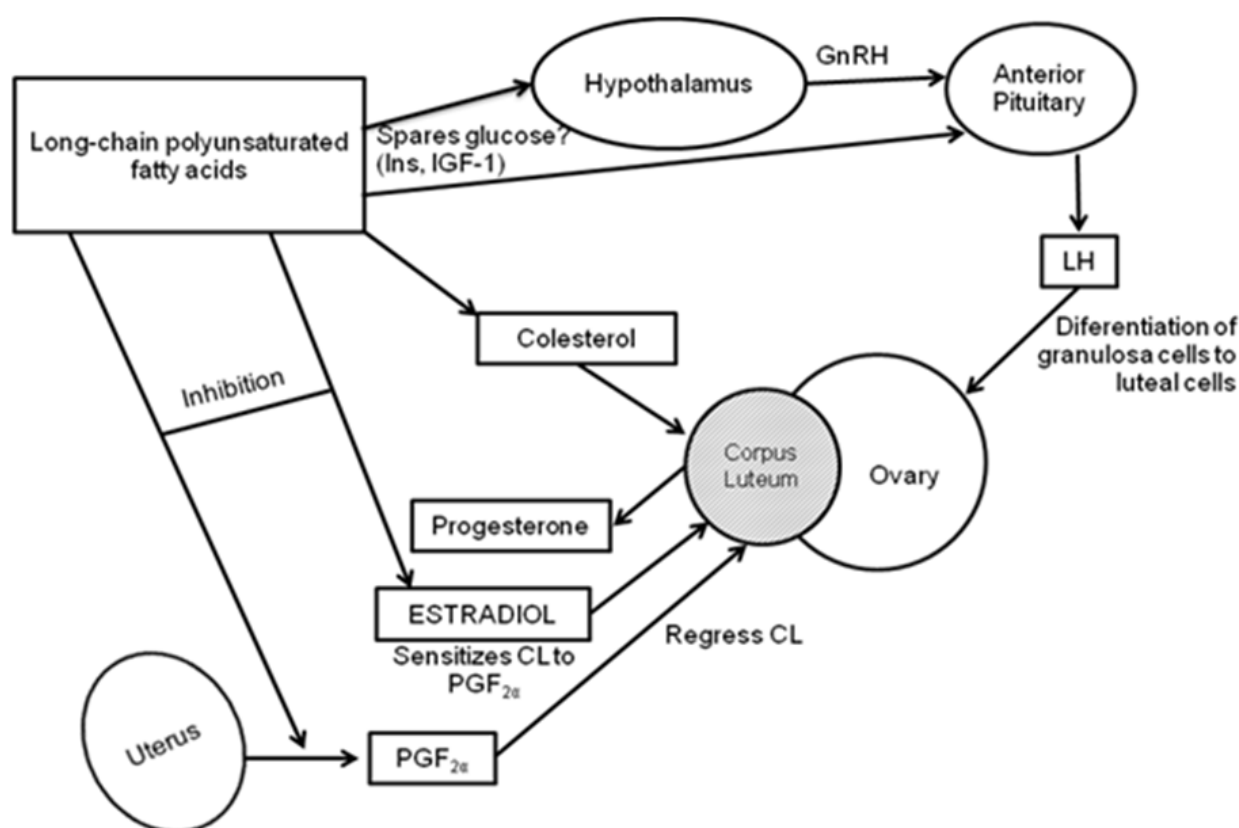 Long-chain polyunsaturated
fatty acids
Hypothalamus
GnRH
Anterior
Pituitary
Spares glucose?
(Ins, IGF-1)
LH
Diferentiation of
granulosa cells to
luteal cells
Colesterol
Inhibition
Corpus
Luteum
Ovary
Progesterone
ESTRADIOL
Sensitizes CL to
PGF2α
Regress CL
Uterus
PGF2α